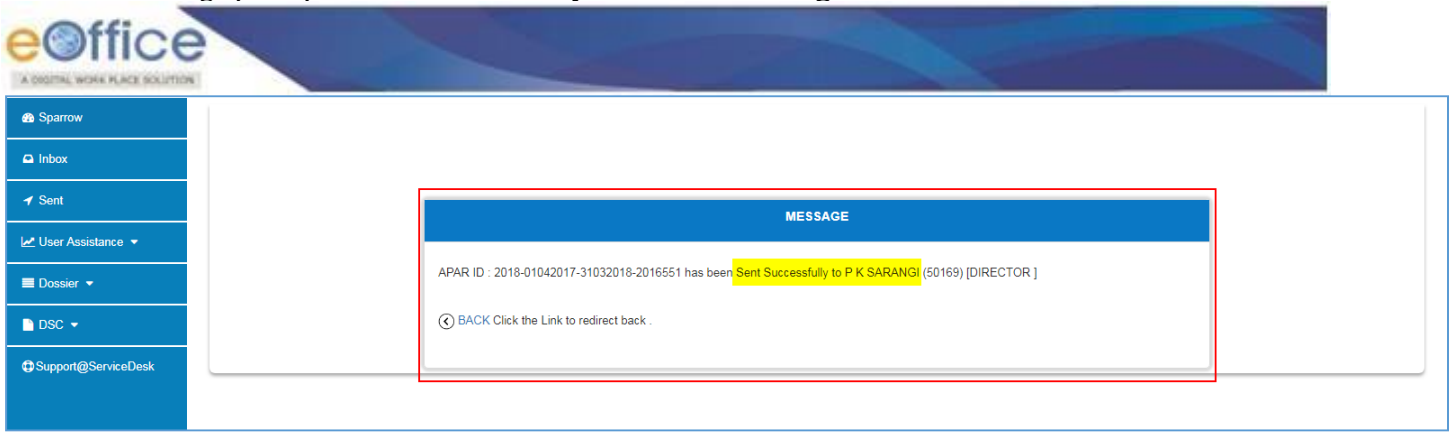 eOffice
A DIGITAL WORK PLACE SOLUTION
Sparrow
Inbox
Sent
User Assistance
Dossier
DSC
Support@ServiceDesk
MESSAGE
APAR ID : 2018-01042017-31032018-2016551 has been Sent Successfully to P K SARANGI (50169) [DIRECTOR ]
BACK Click the Link to redirect back .